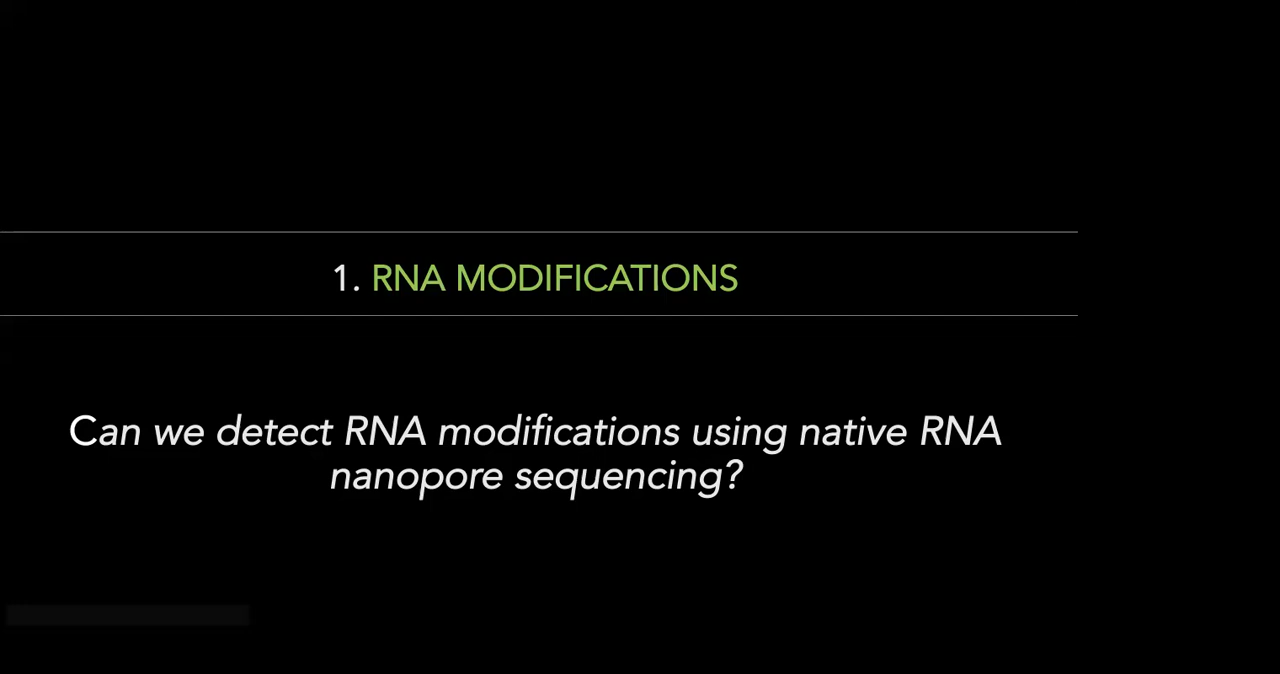 1. RNA MODIFICATIONS
Can we detect RNA modifications using native RNA
nanopore sequencing?